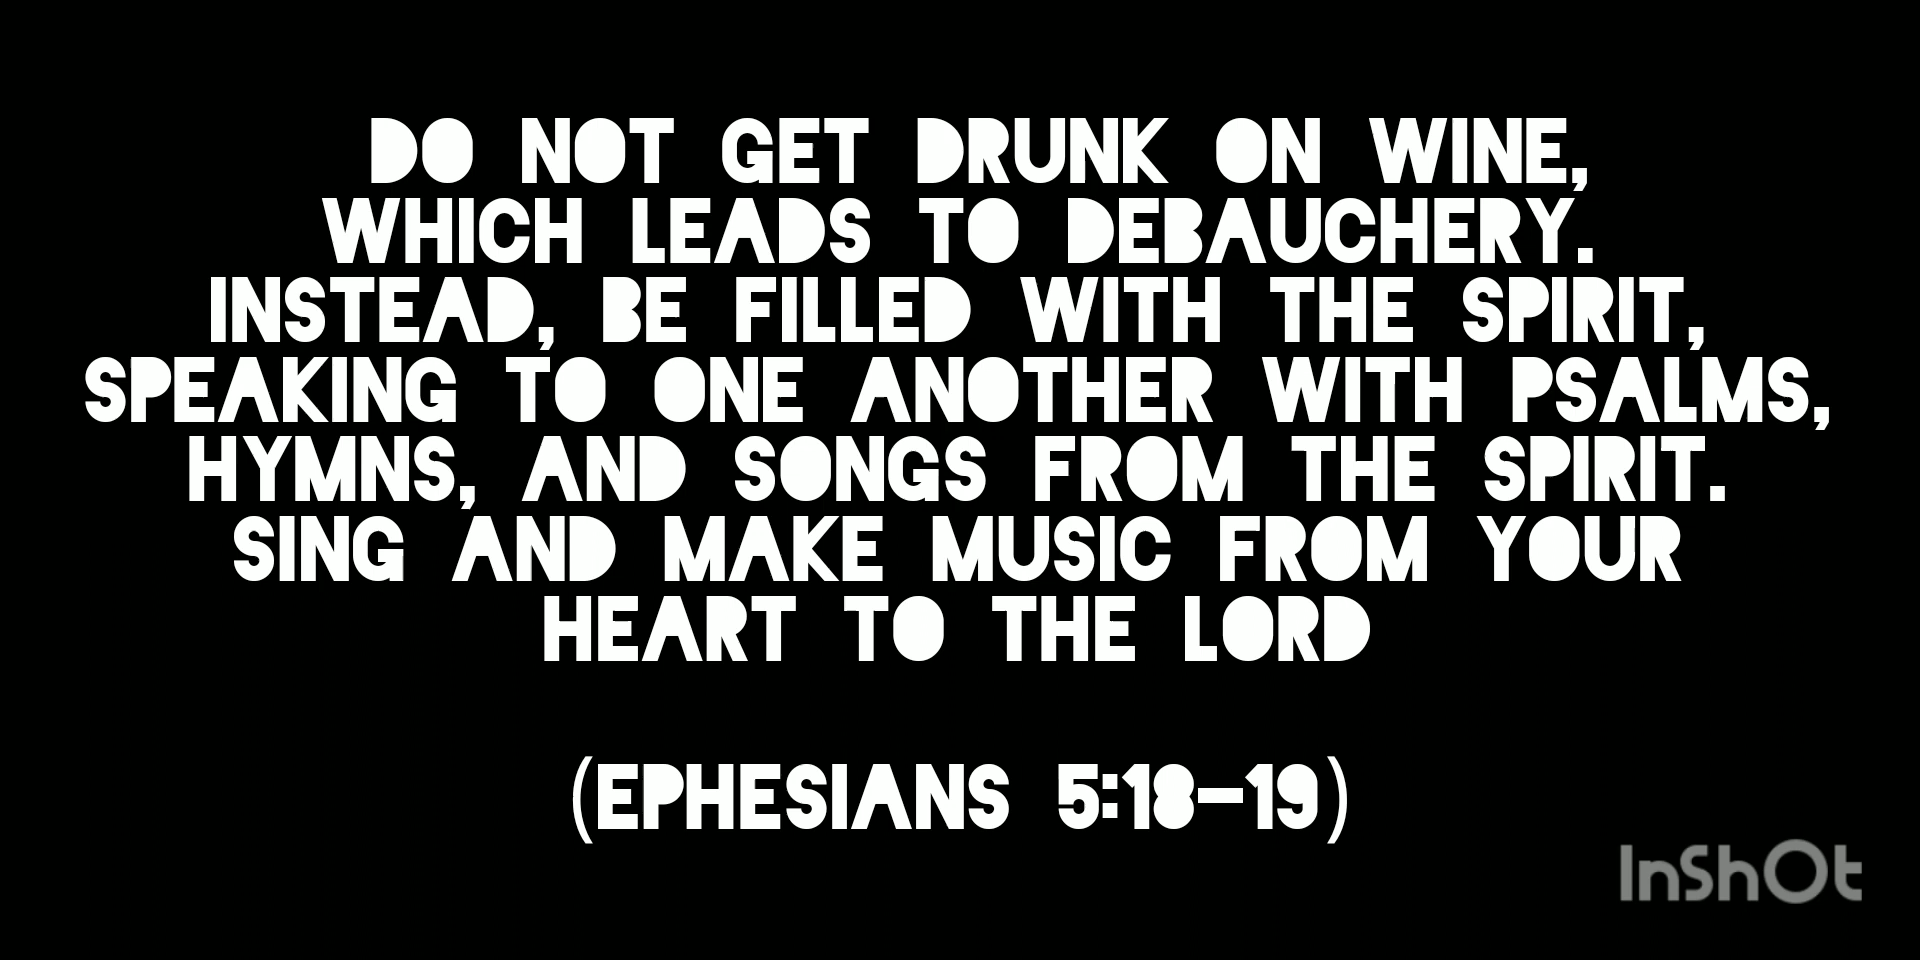 DO NOT GET DRUNK ON WINE,
WHICH LEADS TO DEBAUCHERY.
INSTEAD, BE FILLED WITH THE SPIRIT,
SPEAKING TO ONE ANOTHER WITH PSALMS,
HYMNS, AND SONGS FROM THE SPIRIT.
SING AND MAKE MUSIC FROM YOUR
HEART TO THE LORD
(EPHESIANS 5:18-19)
InShOt